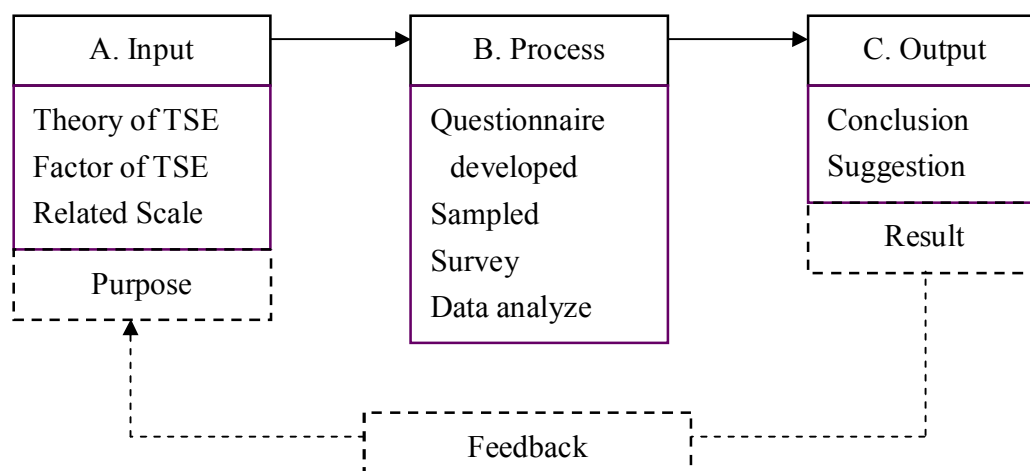 A. Input
Theory of TSE
Factor of TSE
Related Scale
Purpose
B. Process
Questionnaire
developed
Sampled
Survey
Data analyze
C. Output
Conclusion
Suggestion
Result
Feedback